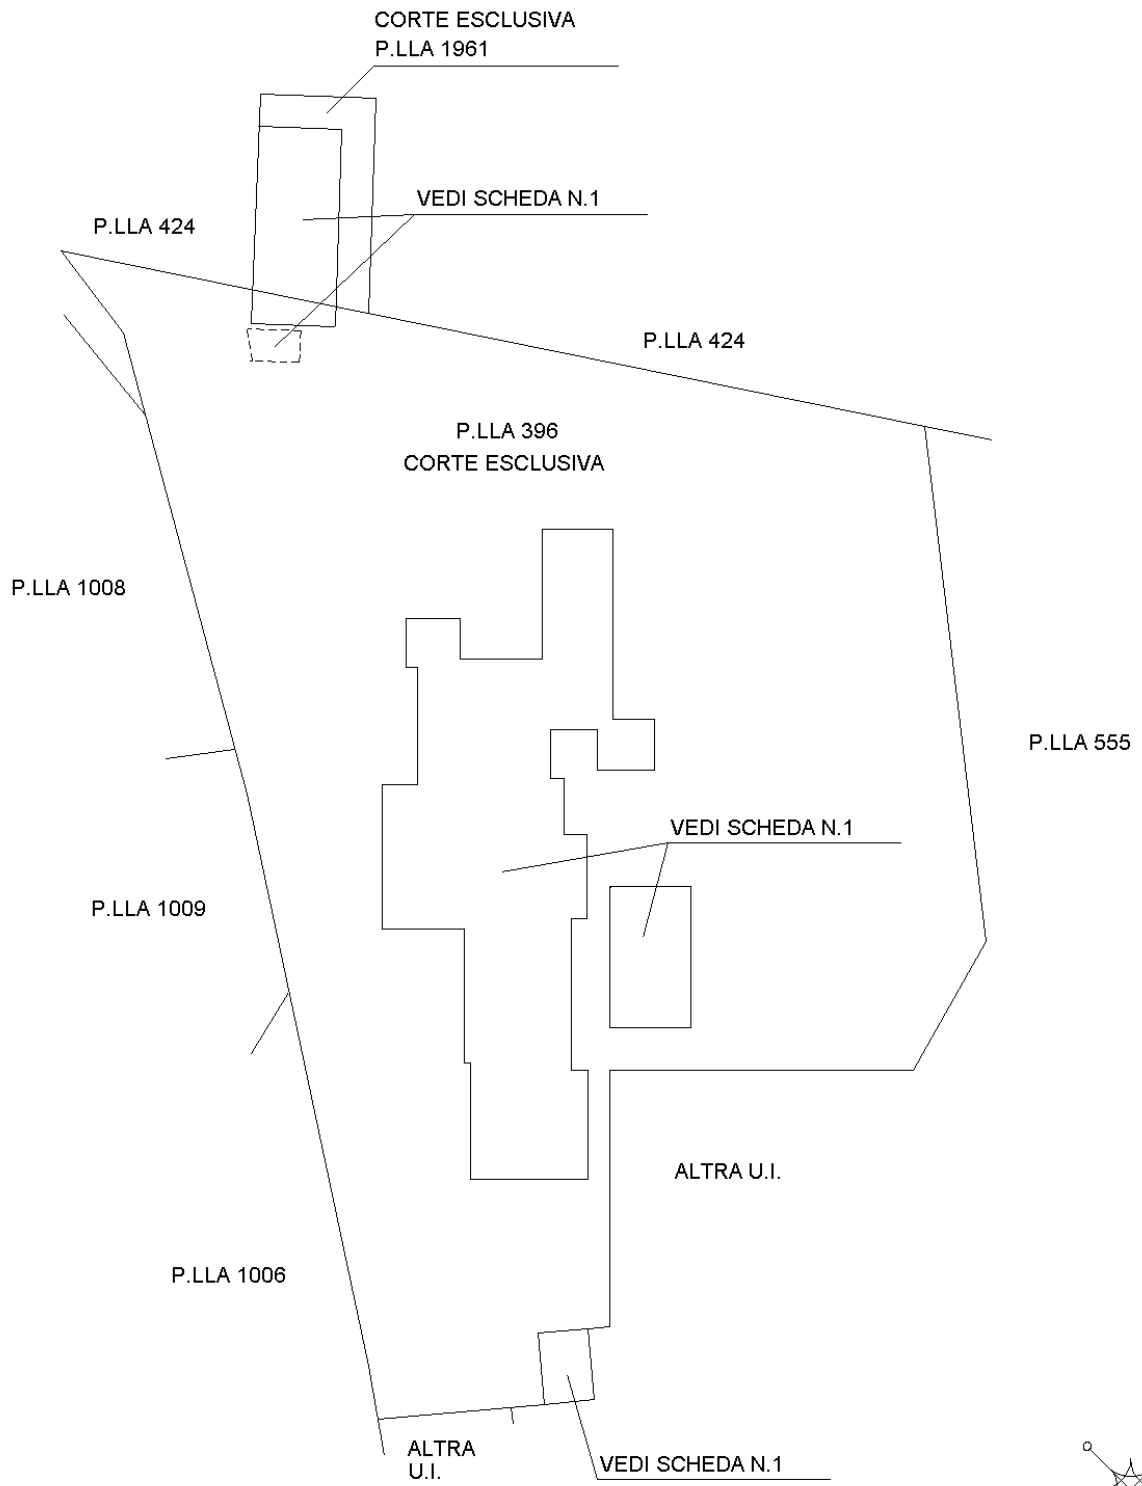 CORTE ESCLUSIVA
P.LLA 1961
VEDI SCHEDA N.1
P.LLA 424
P.LLA 424
P.LLA 396
CORTE ESCLUSIVA
P.LLA 1008
P.LLA 555
VEDI SCHEDA N.1
P.LLA 1009
ALTRA U.I.
P.LLA 1006
ALTRA
U.I.
VEDI SCHEDA N.1